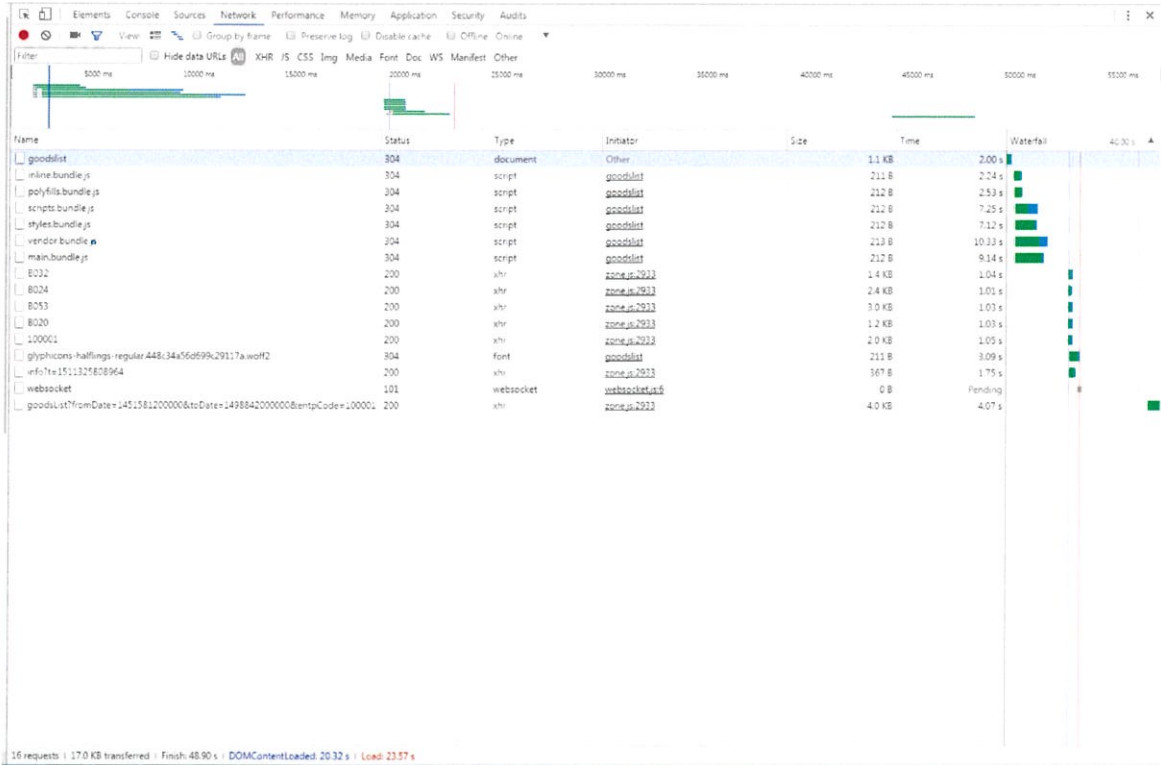 Elements Console Sources Network Performance Memory Application Security Audits
View: Group by frame Preserve log Disable cache Offline Online
Filter Hide data URLs All XHR JS CSS Img Media Font Doc WS Manifest Other
5000 ms 10000 ms 15000 ms 20000 ms 25000 ms 30000 ms 35000 ms 40000 ms 45000 ms 50000 ms 55000 ms
Name Status Type Initiator Size Time Waterfall 40.00 s
goodslist 304 document Other 1.1 KB 2.00 s
inline.bundle.js 304 script goodslist 211 B 2.24 s
polyfills.bundle.js 304 script goodslist 212 B 2.53 s
scripts.bundle.js 304 script goodslist 212 B 7.25 s
styles.bundle.js 304 script goodslist 212 B 7.12 s
vendor.bundle 304 script goodslist 213 B 10.33 s
main.bundle.js 304 script goodslist 212 B 9.14 s
B032 200 xhr zone.js:2933 1.4 KB 1.04 s
B024 200 xhr zone.js:2933 2.4 KB 1.01 s
B053 200 xhr zone.js:2933 3.0 KB 1.03 s
B020 200 xhr zone.js:2933 1.2 KB 1.03 s
100001 200 xhr zone.js:2933 2.0 KB 1.05 s
glyphicons-halflings-regular.448c34a56d699c29117a.woff2 304 font goodslist 211 B 3.09 s
info?t=1511325808964 200 xhr zone.js:2933 367 B 1.75 s
websocket 101 websocket websocket.js:6 0 B Pending
goodsList?fromDate=1451581200000&toDate=1498842000000&entpCode=100001 200 xhr zone.js:2933 4.0 KB 4.07 s
16 requests | 17.0 KB transferred | Finish: 48.90 s | DOMContentLoaded: 20.32 s | Load: 23.57 s